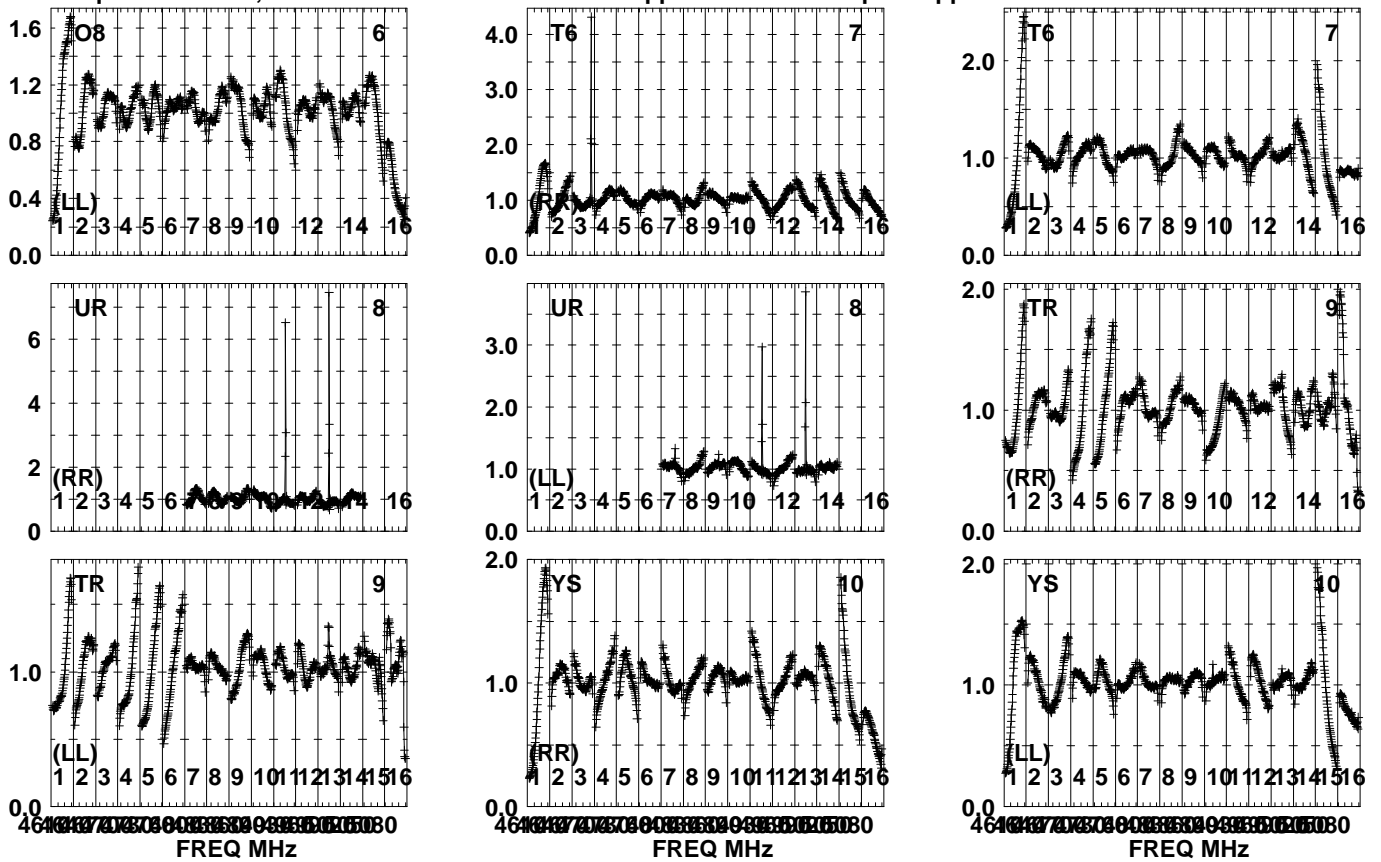 1.6 O8 6
1.2
0.8
0.4 (LL)
1 2 3 4 5 6 7 8 9 10 12 14 16
0.0
4.0 T6 7
3.0
2.0
1.0 (RR)
1 2 3 4 5 6 7 8 9 10 12 14 16
0.0
T6 7
2.0
1.0
(LL)
1 2 3 4 5 6 7 8 9 10 12 14 16
0.0
UR 8
6
4
2 (RR)
1 2 3 4 5 6 7 8 9 12 14 16
0
UR 8
3.0
2.0
1.0 (LL)
1 2 3 4 5 6 7 8 9 10 12 14 16
0.0
2.0 TR 9
1.0
(RR)
1 2 3 4 5 6 7 8 9 10 12 14 16
0.0
TR 9
1.0
(LL)
1 2 3 4 5 6 7 8 9 10 11 12 13 14 15 16
0.0
FREQ MHz
2.0 YS 10
1.0
(RR)
1 2 3 4 5 6 7 8 9 10 11 12 13 14 15 16
0.0
FREQ MHz
2.0 YS 10
1.0
(LL)
1 2 3 4 5 6 7 8 9 10 11 12 13 14 15 16
0.0
FREQ MHz